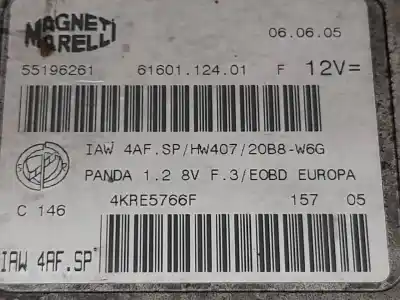 MAGNETI MARELLI 06.06.05
55196261 61601.124.01 F 12V=
IAW 4AF.SP/HW407/20B8-W6G
PANDA 1.2 8V F.3/EOBD EUROPA
C 146 4KRE5766F 157 05
IAW 4AF.SP